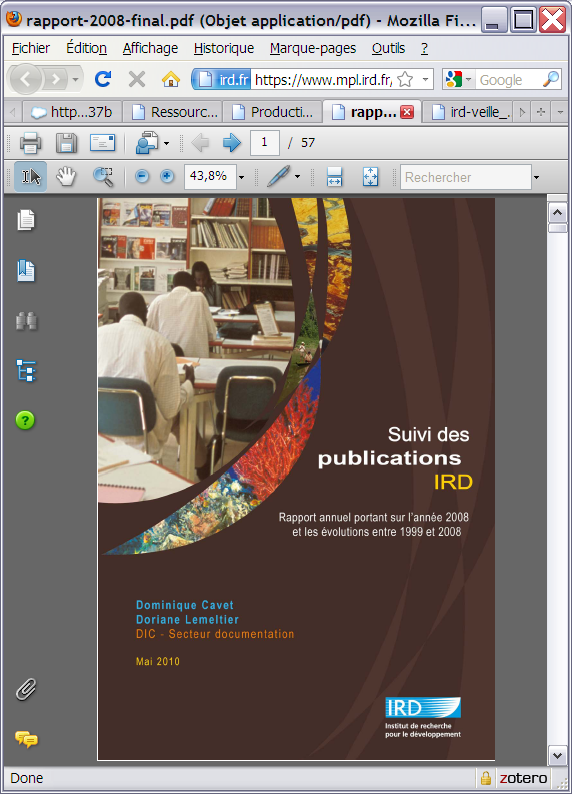 rapport-2008-final.pdf (Objet application/pdf) - Mozilla Fi...
Fichier Édition Affichage Historique Marque-pages Outils ?
ird.fr https://www.mpl.ird.fr/ Google
http...37b Ressourc... Producti... rapp... ird-veille_...
1 / 57
43,8% Rechercher
Suivi des
publications
IRD
Rapport annuel portant sur l'année 2008
et les évolutions entre 1999 et 2008
Dominique Cavet
Doriane Lemeltier
DIC - Secteur documentation
Mai 2010
IRD
Institut de recherche
pour le développement
Done zotero